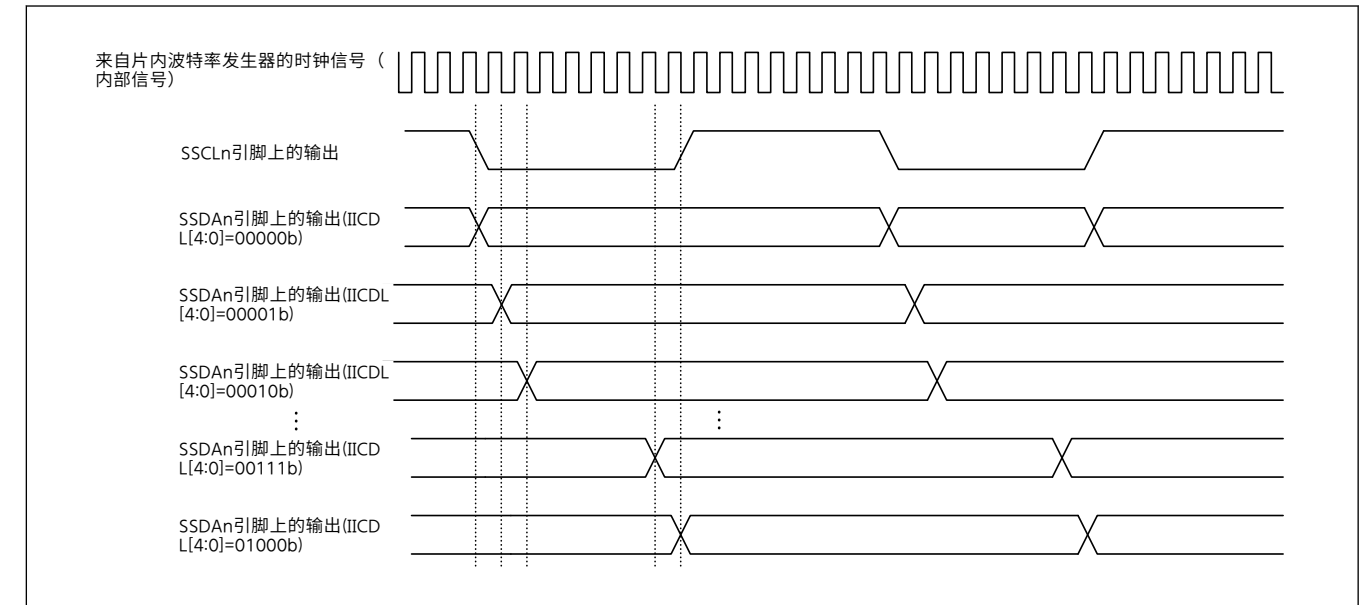 来自片内波特率发生器的时钟信号（
内部信号）
SSCLn引脚上的输出
SSDAn引脚上的输出(IICD
L[4:0]=00000b)
SSDAn引脚上的输出(IICDL
[4:0]=00001b)
SSDAn引脚上的输出(IICDL
[4:0]=00010b)
SSDAn引脚上的输出(IICD
L[4:0]=00111b)
SSDAn引脚上的输出(IICD
L[4:0]=01000b)